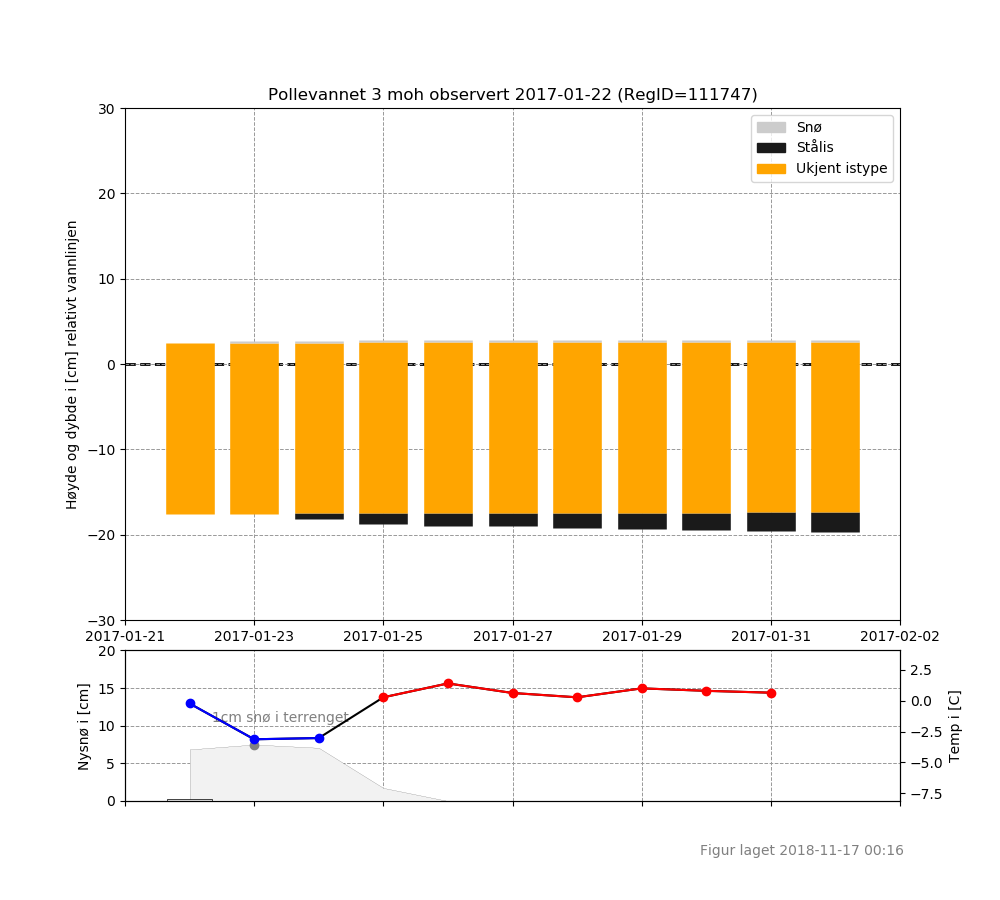 Pollevannet 3 moh observert 2017-01-22 (RegID=111747)
Snø
Stålis
Ukjent istype
Høyde og dybde i [cm] relativt vannlinjen
30
20
10
0
−10
−20
−30
2017-01-21 2017-01-23 2017-01-25 2017-01-27 2017-01-29 2017-01-31 2017-02-02
Nysnø i [cm]
20
15
10
5
0
1cm snø i terrenget
2.5
0.0
−2.5
−5.0
−7.5
Temp i [C]
Figur laget 2018-11-17 00:16